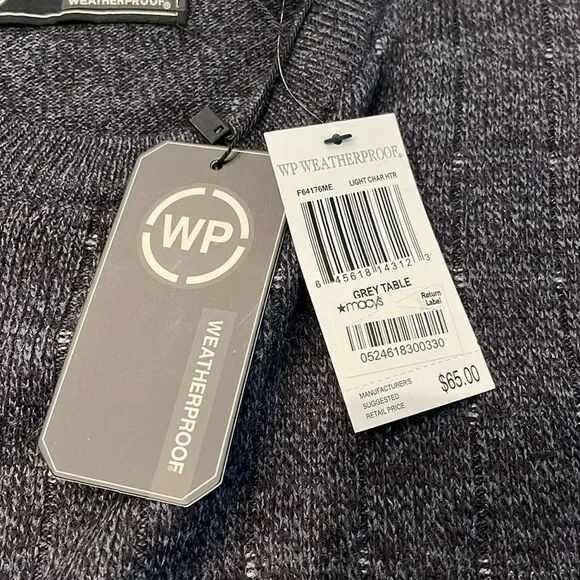 WEATHERPROOF®
WP
WEATHERPROOF®
WP WEATHERPROOF®
F64176ME LIGHT CHAR HTR
6 45618 14312 3
GREY TABLE
★macy's Return
Label
0524618300330
MANUFACTURER'S
SUGGESTED
RETAIL PRICE
$65.00